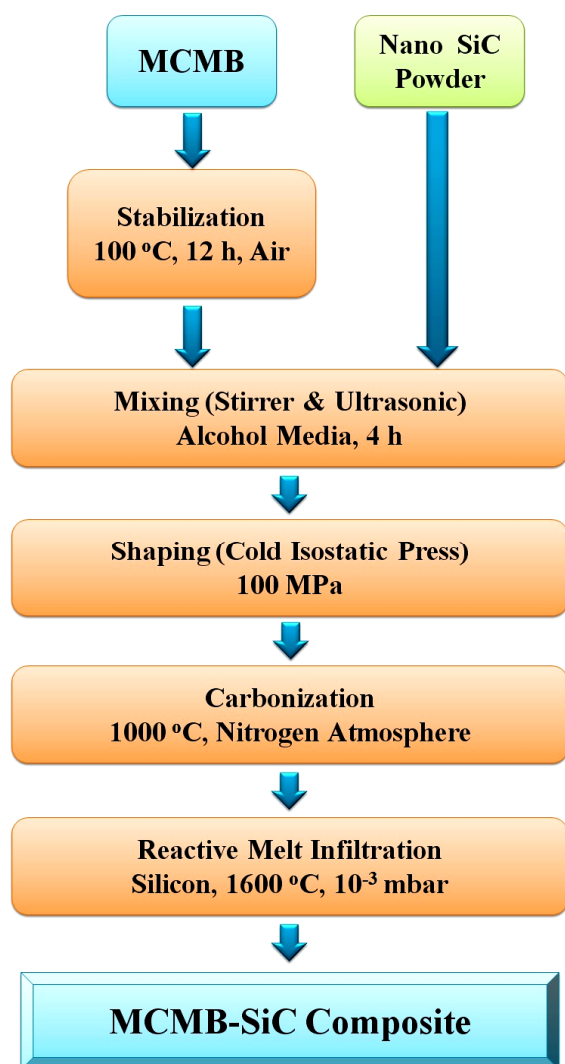 MCMB
Nano SiC
Powder
Stabilization
100 ºC, 12 h, Air
Mixing (Stirrer & Ultrasonic)
Alcohol Media, 4 h
Shaping (Cold Isostatic Press)
100 MPa
Carbonization
1000 ºC, Nitrogen Atmosphere
Reactive Melt Infiltration
Silicon, 1600 ºC, 10⁻³ mbar
MCMB-SiC Composite